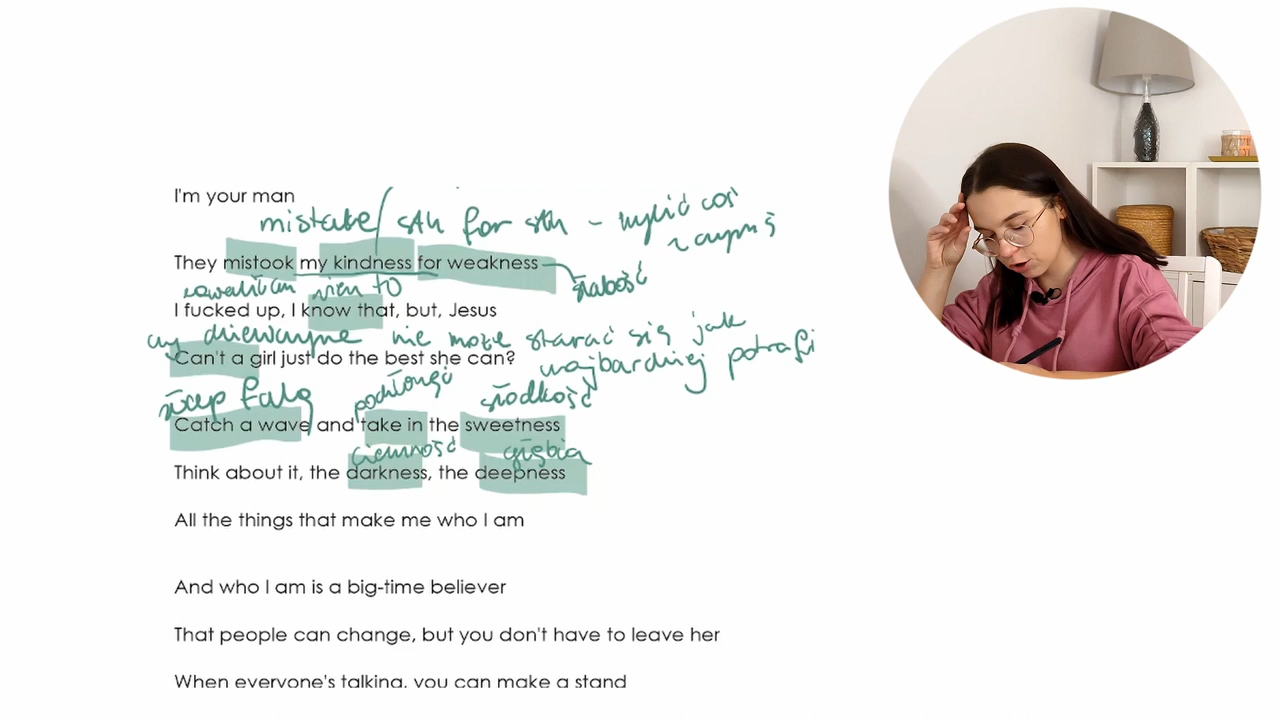 I'm your man
mistake / sth for sth - mylić coś
z czymś
They mistook my kindness for weakness
słabość
zawaliłam wiem to
I fucked up, I know that, but, Jesus
czy dziewczyna nie może starać się jak
najbardziej potrafi
Can't a girl just do the best she can?
złap falę podziwiaj słodkość
Catch a wave and take in the sweetness
ciemność głębia
Think about it, the darkness, the deepness
All the things that make me who I am
And who I am is a big-time believer
That people can change, but you don't have to leave her
When everyone's talking, you can make a stand